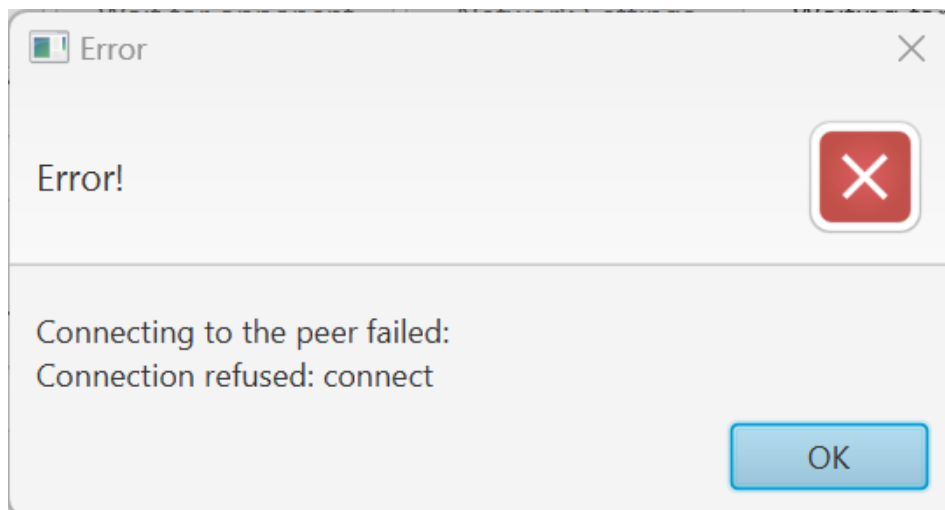 Error
Error!
Connecting to the peer failed:
Connection refused: connect
OK